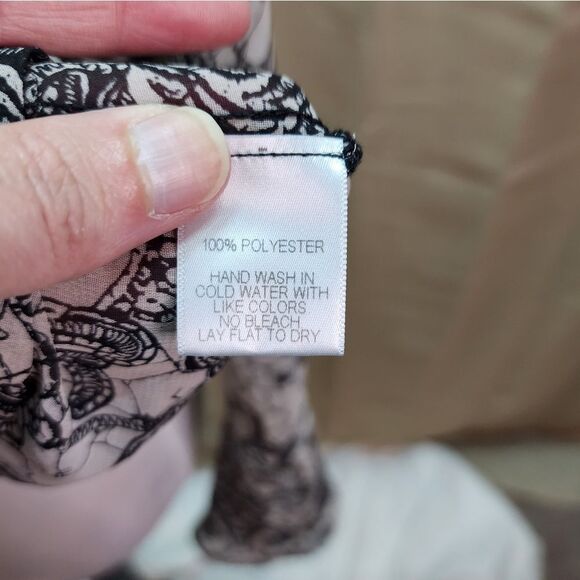 100% POLYESTER
HAND WASH IN
COLD WATER WITH
LIKE COLORS
NO BLEACH
LAY FLAT TO DRY